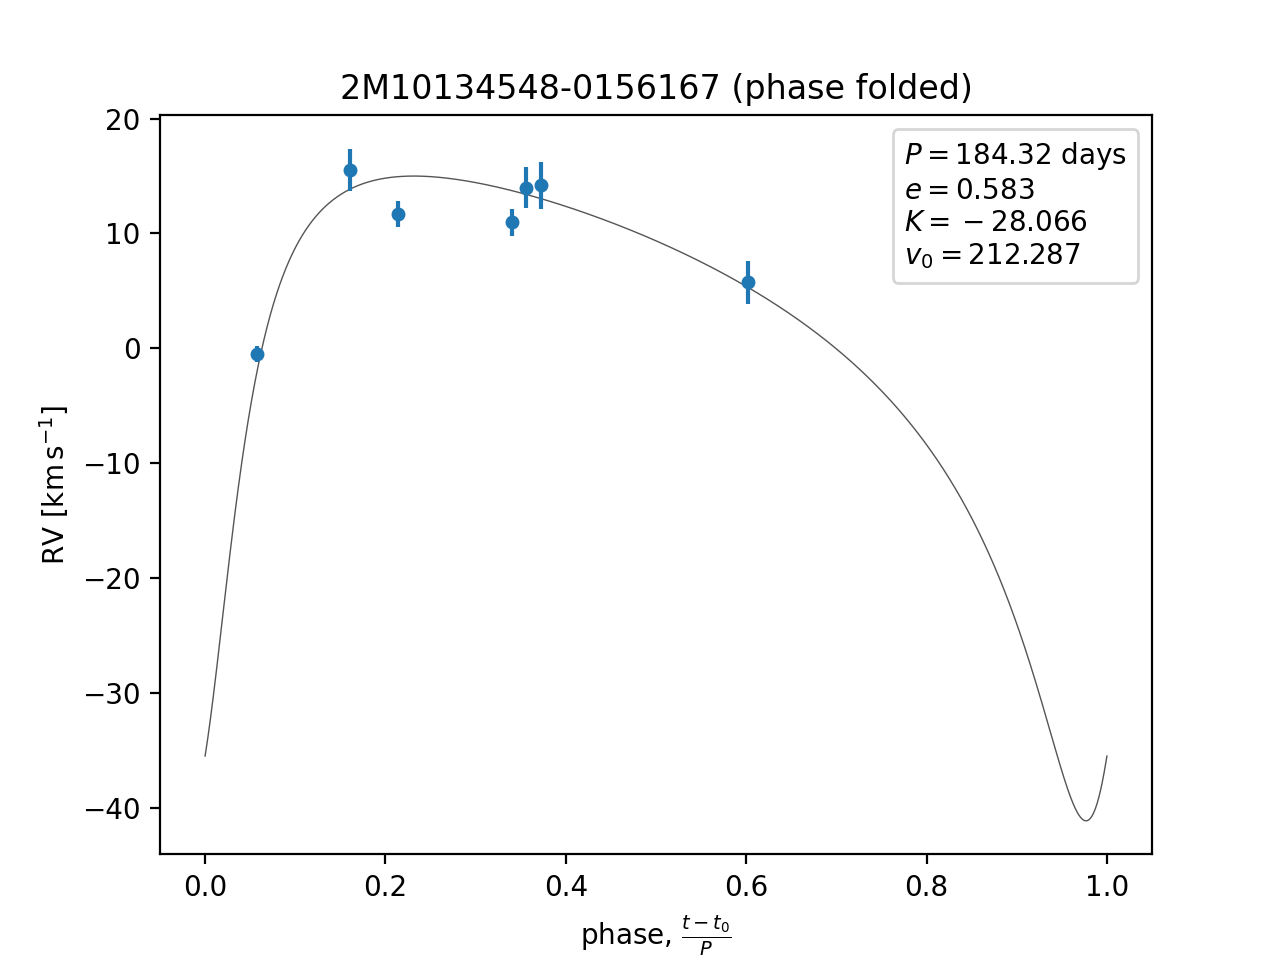 2M10134548-0156167 (phase folded)
P = 184.32 days
e = 0.583
K = −28.066
v₀ = 212.287
20
10
0
−10
−20
−30
−40
RV [km s⁻¹]
0.0 0.2 0.4 0.6 0.8 1.0
phase, (t − t₀)/P